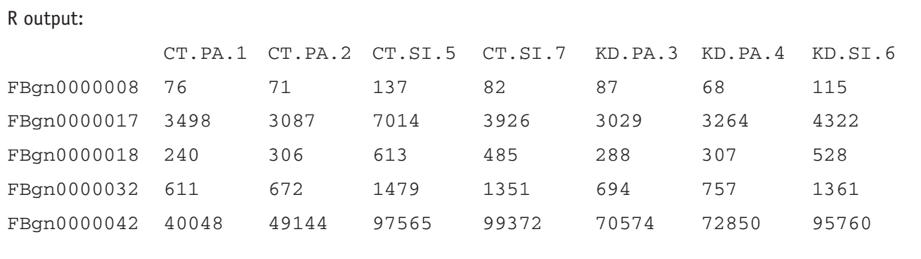 R output:
CT.PA.1 CT.PA.2 CT.SI.5 CT.SI.7 KD.PA.3 KD.PA.4 KD.SI.6
FBgn0000008 76 71 137 82 87 68 115
FBgn0000017 3498 3087 7014 3926 3029 3264 4322
FBgn0000018 240 306 613 485 288 307 528
FBgn0000032 611 672 1479 1351 694 757 1361
FBgn0000042 40048 49144 97565 99372 70574 72850 95760